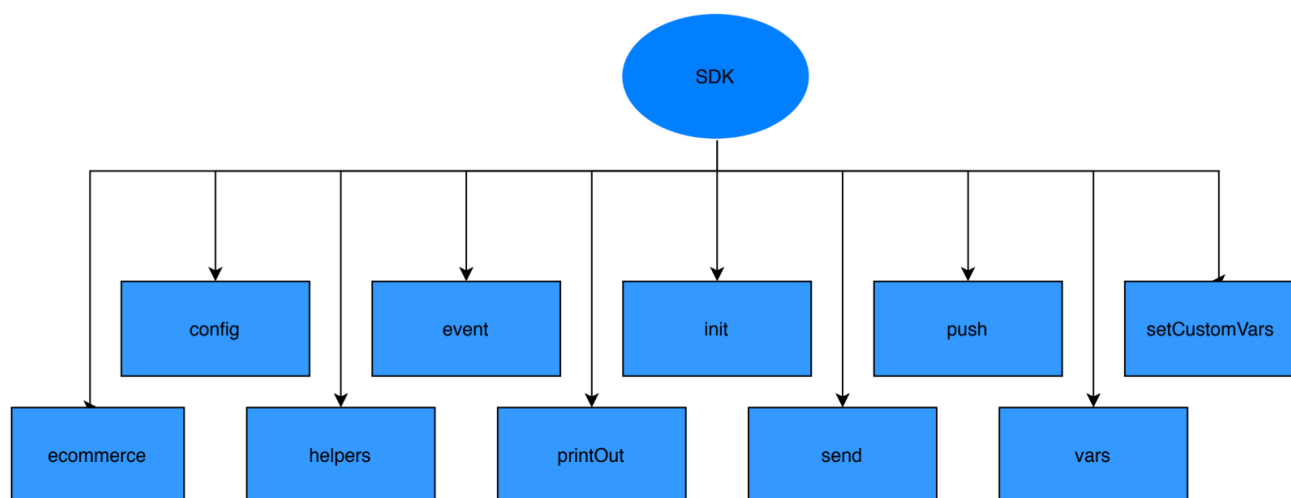 SDK
config
event
init
push
setCustomVars
ecommerce
helpers
printOut
send
vars